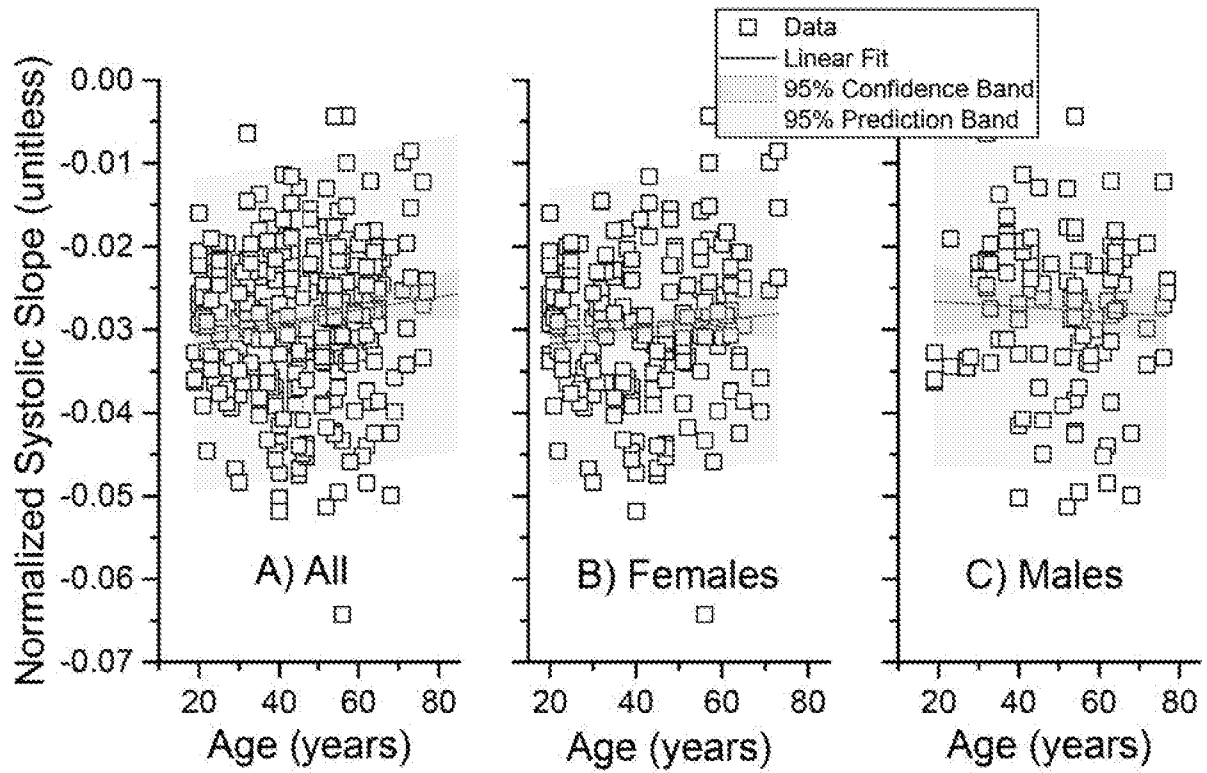 Data
Linear Fit
95% Confidence Band
95% Prediction Band
Normalized Systolic Slope (unitless)
0.00
-0.01
-0.02
-0.03
-0.04
-0.05
-0.06
-0.07
A) All
B) Females
C) Males
20 40 60 80
20 40 60 80
20 40 60 80
Age (years)
Age (years)
Age (years)